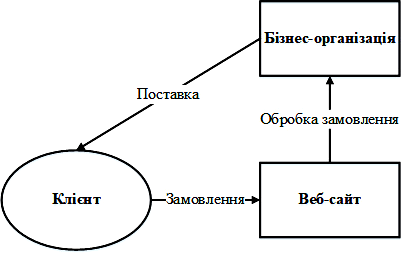 Бізнес-організація
Поставка
Обробка замовлення
Клієнт
Замовлення
Веб-сайт